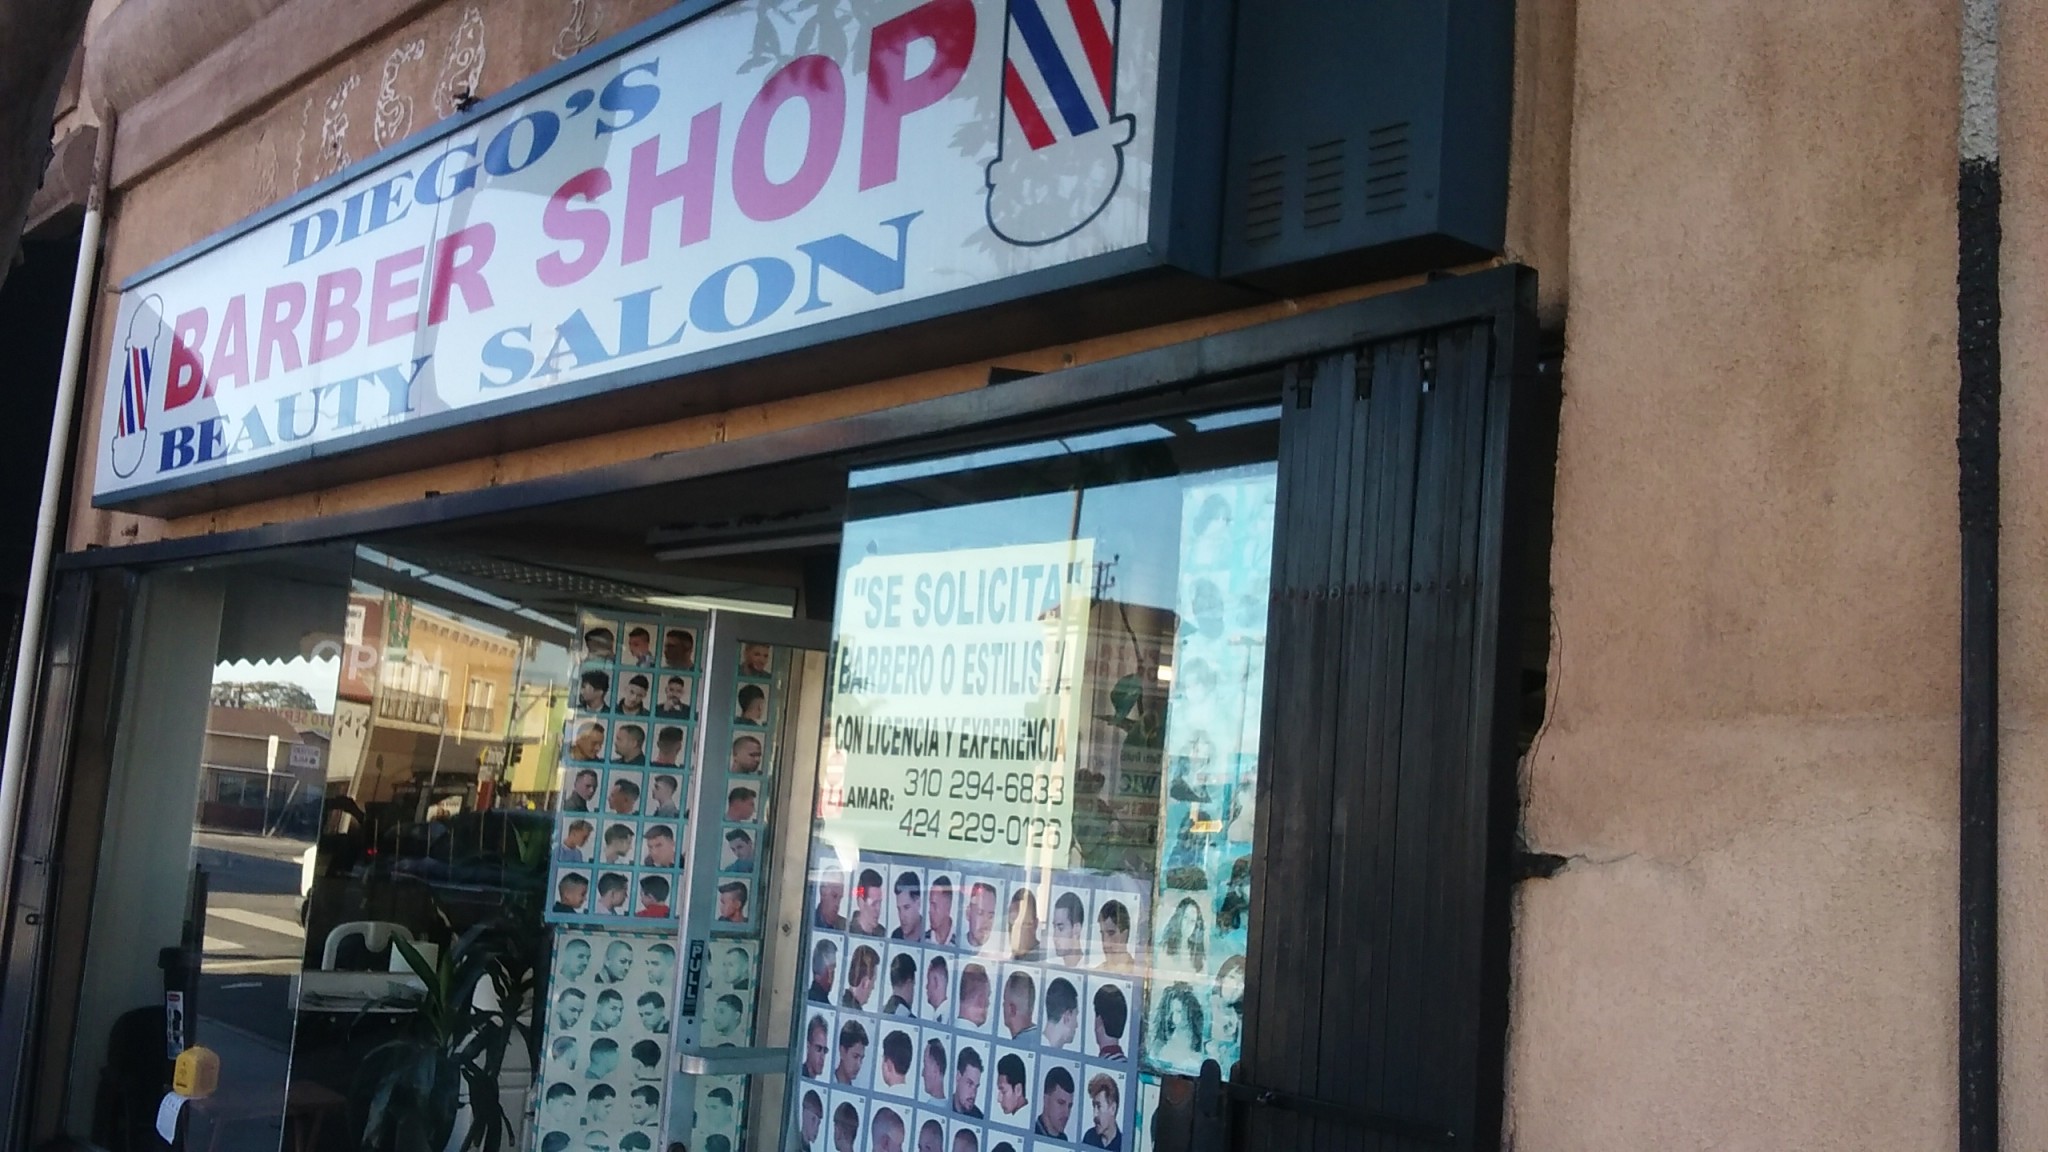 DIEGO'S
BARBER SHOP
BEAUTY SALON
"SE SOLICITA"
BARBERO O ESTILISTA
CON LICENCIA Y EXPERIENCIA
LLAMAR: 310 294-6833
424 229-0126
OPEN
PULL